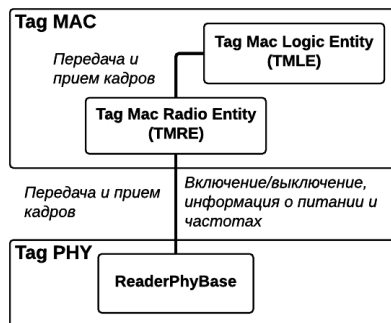 Tag MAC
Tag Mac Logic Entity
(TMLE)
Передача и
прием кадров
Tag Mac Radio Entity
(TMRE)
Передача и прием
кадров
Включение/выключение,
информация о питании и
частотах
Tag PHY
ReaderPhyBase